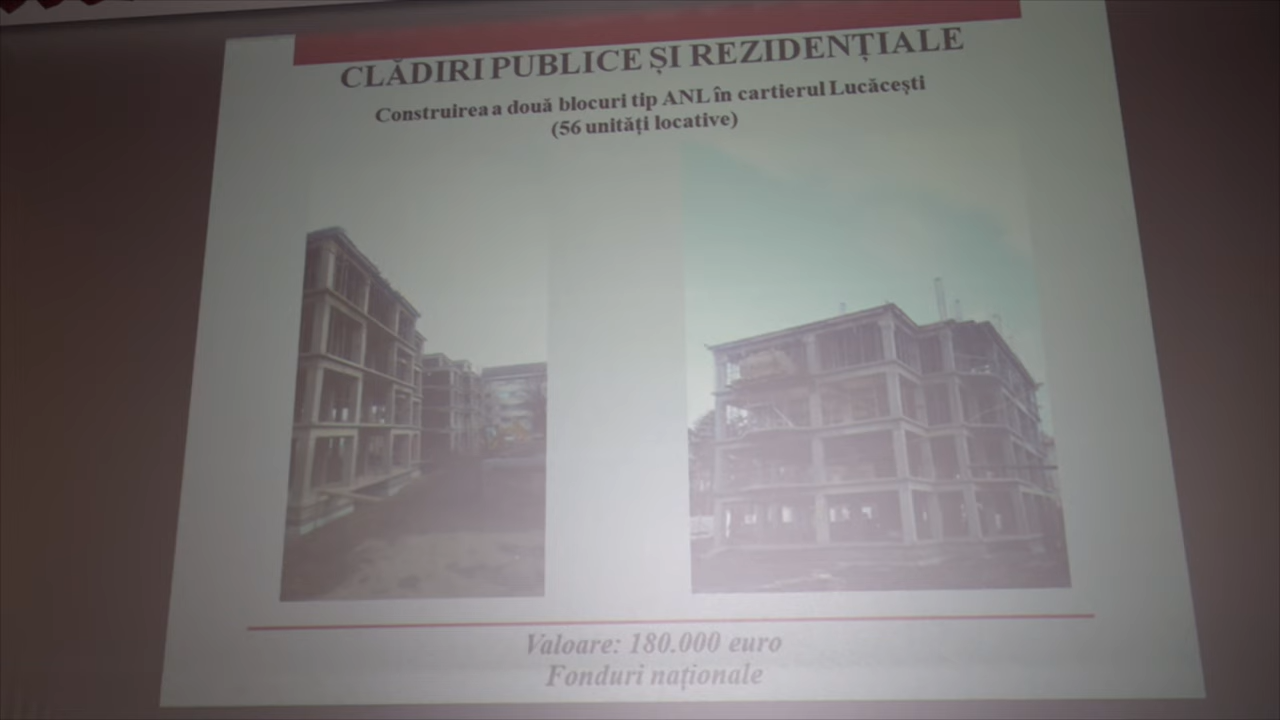 CLĂDIRI PUBLICE ȘI REZIDENȚIALE
Construirea a două blocuri tip ANL în cartierul Lucăcești
(56 unități locative)
Valoare: 180.000 euro
Fonduri naționale